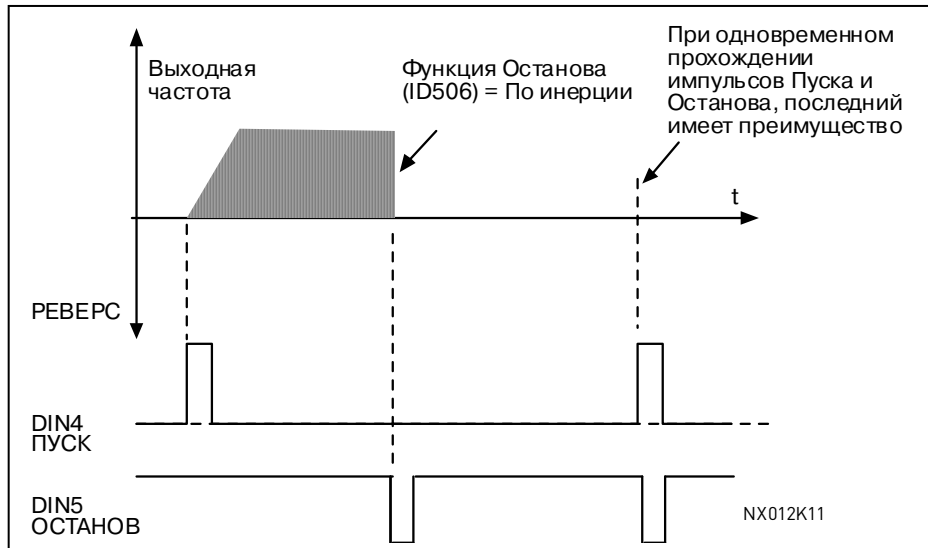 Выходная
частота
Функция Останова
(ID506) = По инерции
При одновременном
прохождении
импульсов Пуска и
Останова, последний
имеет преимущество
t
РЕВЕРС
DIN4
ПУСК
DIN5
ОСТАНОВ
NX012K11